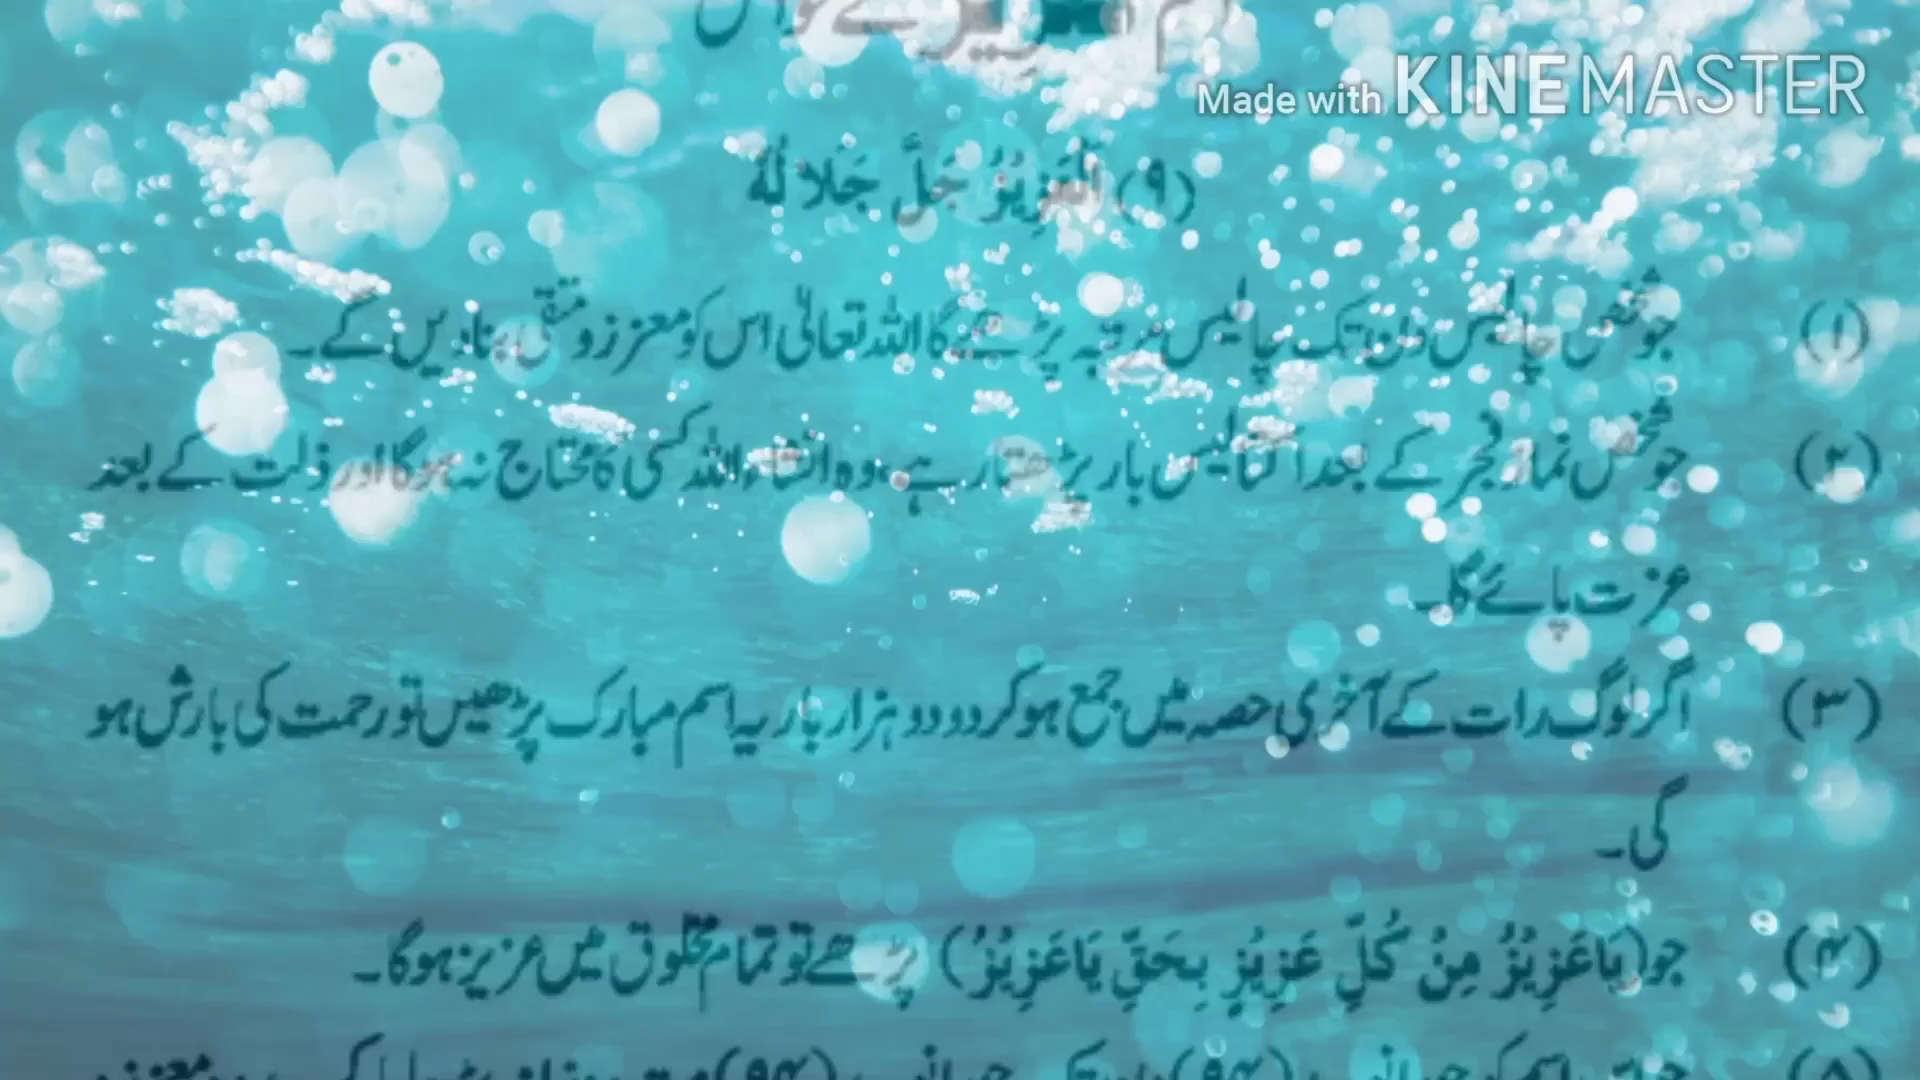 Made with KINEMASTER
(۹) اَلْعَزِیْزُ جَلَّ جَلَالُہٗ
(۱) جو شخص چالیس دن تک چالیس مرتبہ پڑھے گا اللہ تعالیٰ اس کو معزز و متقی بنا دیں گے۔
(۲) جو شخص نماز فجر کے بعد اکتالیس بار پڑھتا رہے وہ انشاء اللہ کسی کا محتاج نہ ہوگا اور ذلت کے بعد
عزت پائے گا۔
(۳) اگر لوگ رات کے آخری حصہ میں جمع ہو کر دو دو ہزار بار یہ اسم مبارک پڑھیں تو رحمت کی بارش ہو
گی۔
(۴) جو (یَاعَزِیْزُ مِنْ کُلِّ عَزِیْزٍ بِحَقِّ یَاعَزِیْزُ) پڑھے تو تمام مخلوق میں عزیز ہوگا۔